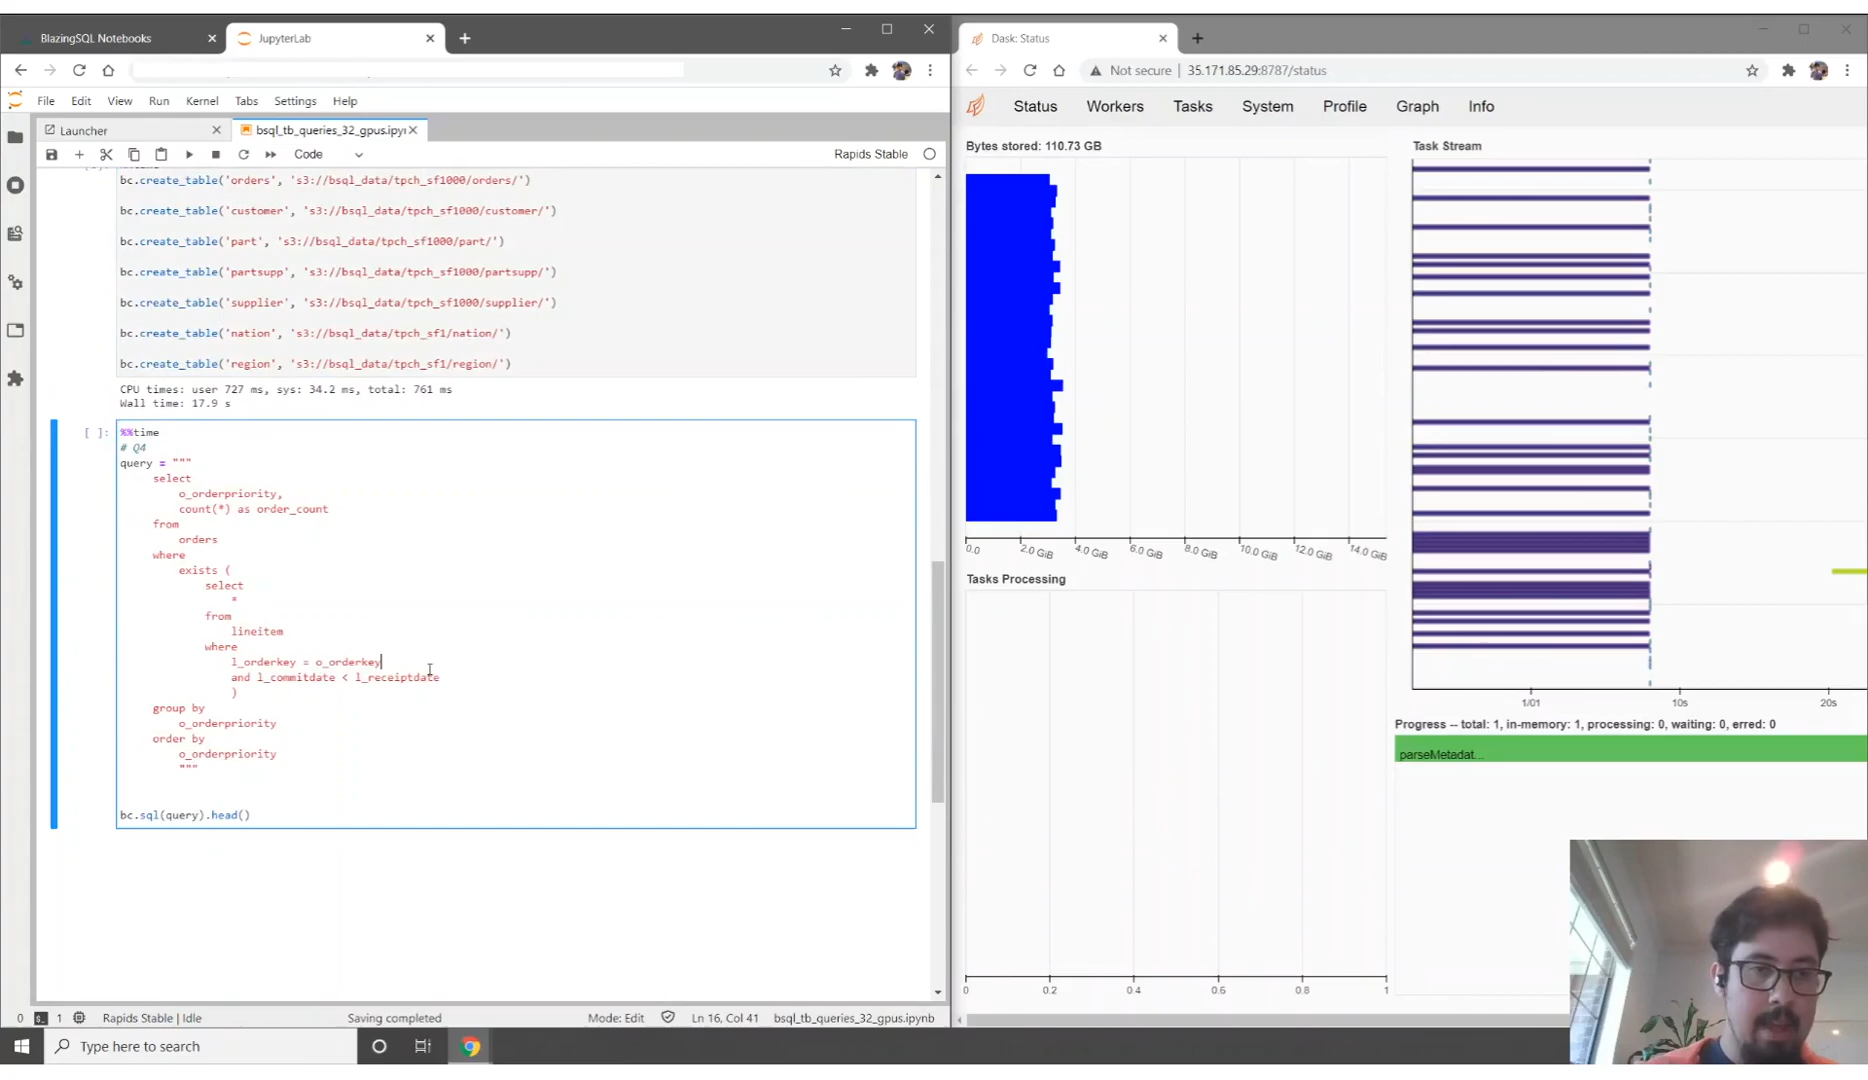 BlazingSQL Notebooks
JupyterLab
File Edit View Run Kernel Tabs Settings Help
Launcher
bsql_tb_queries_32_gpus.ipy
Code
Rapids Stable
bc.create_table('orders', 's3://bsql_data/tpch_sf1000/orders/')
bc.create_table('customer', 's3://bsql_data/tpch_sf1000/customer/')
bc.create_table('part', 's3://bsql_data/tpch_sf1000/part/')
bc.create_table('partsupp', 's3://bsql_data/tpch_sf1000/partsupp/')
bc.create_table('supplier', 's3://bsql_data/tpch_sf1000/supplier/')
bc.create_table('nation', 's3://bsql_data/tpch_sf1/nation/')
bc.create_table('region', 's3://bsql_data/tpch_sf1/region/')
CPU times: user 727 ms, sys: 34.2 ms, total: 761 ms
Wall time: 17.9 s
[ ]:
%%time
# Q4
query = """
select
o_orderpriority,
count(*) as order_count
from
orders
where
exists (
select
*
from
lineitem
where
l_orderkey = o_orderkey
and l_commitdate < l_receiptdate
)
group by
o_orderpriority
order by
o_orderpriority
"""
bc.sql(query).head()
0 1 Rapids Stable | Idle Saving completed Mode: Edit Ln 16, Col 41 bsql_tb_queries_32_gpus.ipynb
Type here to search
Dask: Status
Not secure 35.171.85.29:8787/status
Status Workers Tasks System Profile Graph Info
Bytes stored: 110.73 GB
0.0 2.0 GiB 4.0 GiB 6.0 GiB 8.0 GiB 10.0 GiB 12.0 GiB 14.0 GiB
Tasks Processing
0 0.2 0.4 0.6 0.8 1
Task Stream
1/01 10s 20s
Progress -- total: 1, in-memory: 1, processing: 0, waiting: 0, erred: 0
parseMetadat...